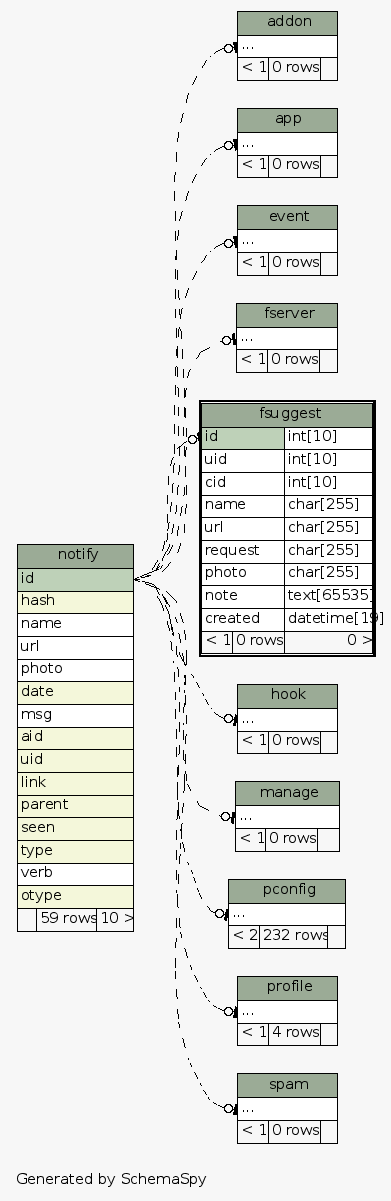 addon
...
< 1 0 rows
app
...
< 1 0 rows
event
...
< 1 0 rows
fserver
...
< 1 0 rows
fsuggest
id int[10]
uid int[10]
cid int[10]
name char[255]
url char[255]
request char[255]
photo char[255]
note text[65535]
created datetime[19]
< 1 0 rows 0 >
notify
id
hash
name
url
photo
date
msg
aid
uid
link
parent
seen
type
verb
otype
59 rows 10 >
hook
...
< 1 0 rows
manage
...
< 1 0 rows
pconfig
...
< 2 232 rows
profile
...
< 1 4 rows
spam
...
< 1 0 rows
Generated by SchemaSpy